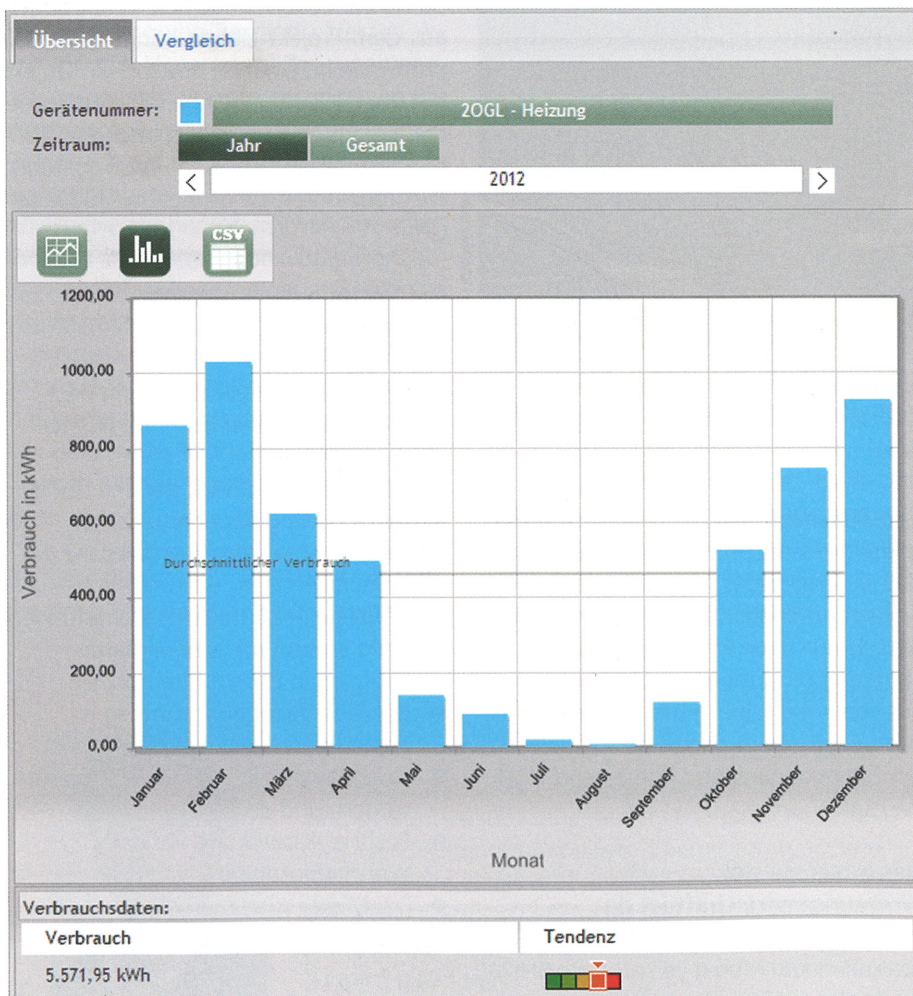 Übersicht Vergleich
Gerätenummer: 2OGL - Heizung
Zeitraum: Jahr Gesamt
< 2012 >
CSV
1200,00
1000,00
800,00
600,00
400,00
200,00
0,00
Verbrauch in kWh
Durchschnittlicher Verbrauch
Januar Februar März April Mai Juni Juli August September Oktober November Dezember
Monat
Verbrauchsdaten:
Verbrauch Tendenz
5.571,95 kWh